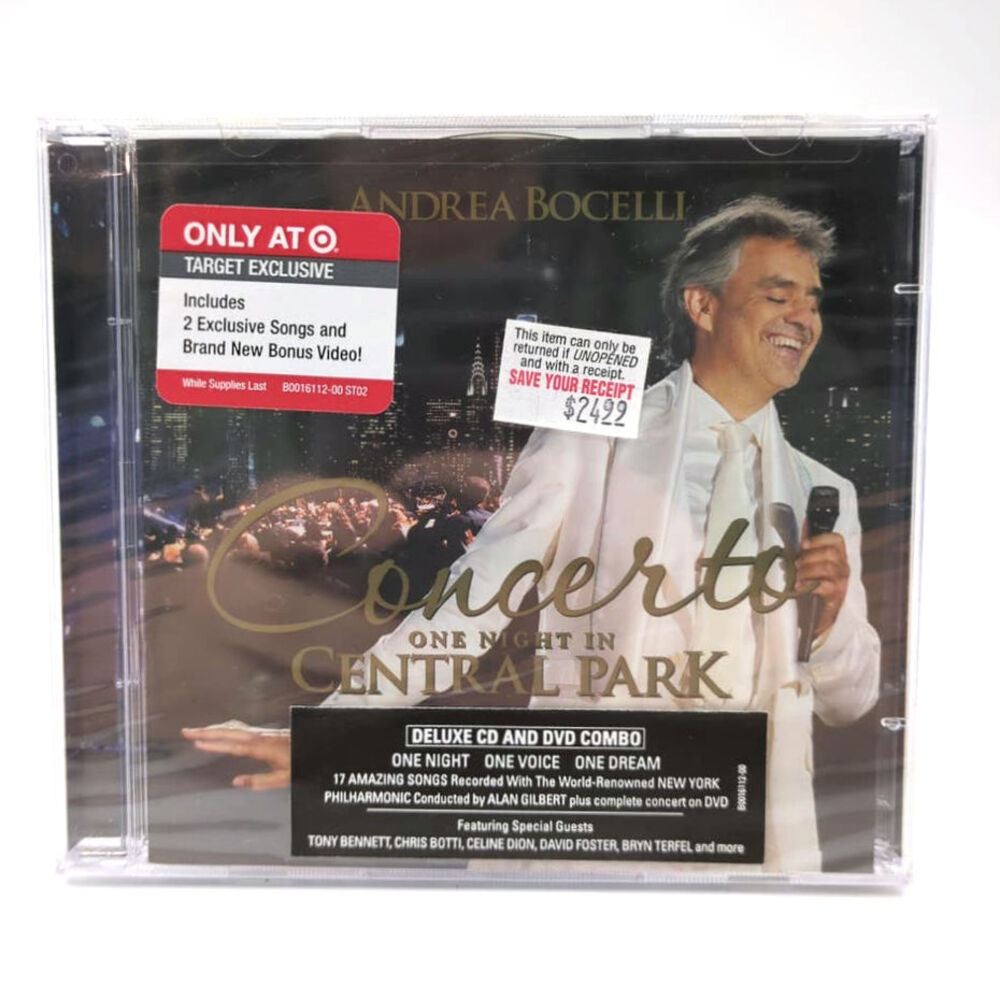 ANDREA BOCELLI
ONLY AT
TARGET EXCLUSIVE
Includes
2 Exclusive Songs and
Brand New Bonus Video!
While Supplies Last B0016112-00 ST02
This item can only be
returned if UNOPENED
and with a receipt.
SAVE YOUR RECEIPT
$24.99
Concerto
ONE NIGHT IN
CENTRAL PARK
DELUXE CD AND DVD COMBO
ONE NIGHT ONE VOICE ONE DREAM
17 AMAZING SONGS Recorded With The World-Renowned NEW YORK
PHILHARMONIC Conducted by ALAN GILBERT plus complete concert on DVD
Featuring Special Guests
TONY BENNETT, CHRIS BOTTI, CELINE DION, DAVID FOSTER, BRYN TERFEL and more
B0016112-00